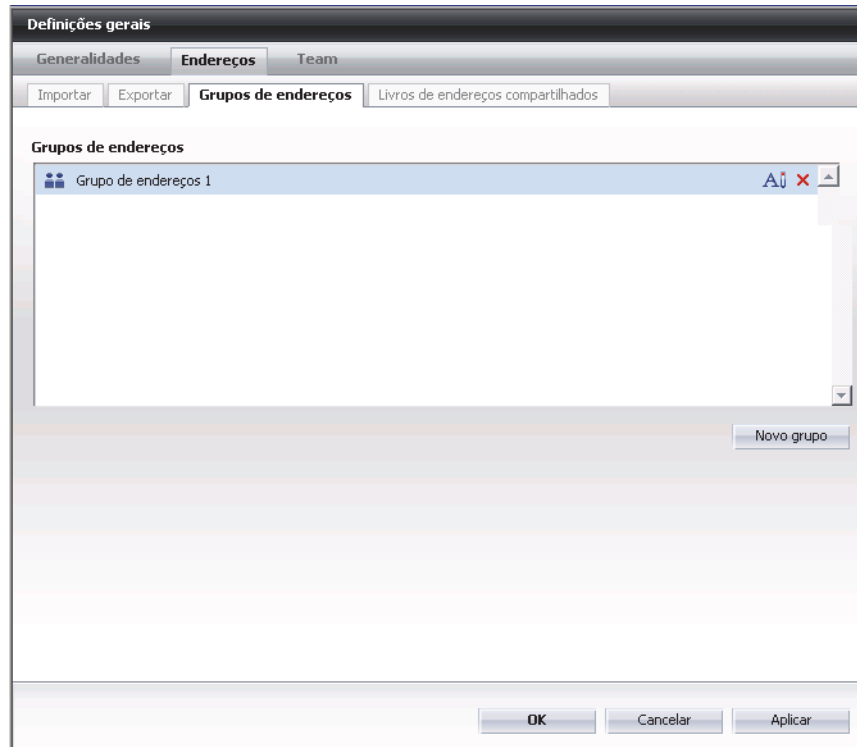 Definições gerais
Generalidades Endereços Team
Importar Exportar Grupos de endereços Livros de endereços compartilhados
Grupos de endereços
Grupo de endereços 1 A
Novo grupo
OK Cancelar Aplicar